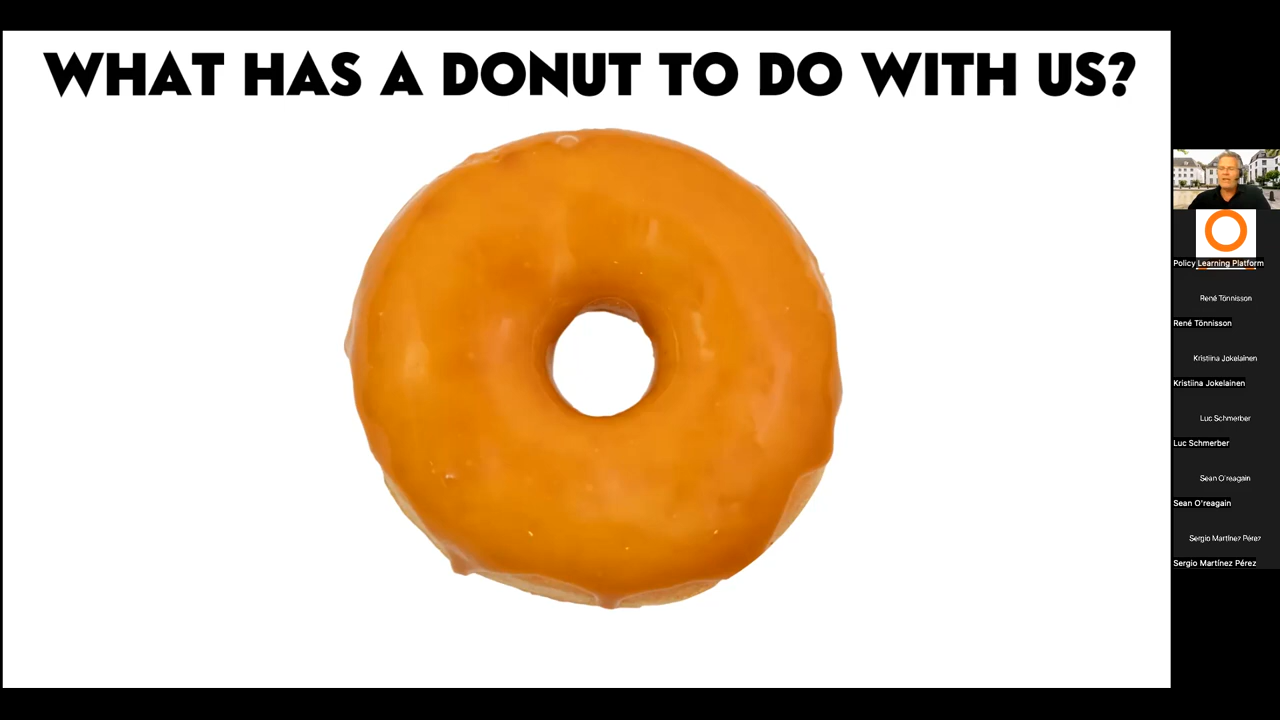 WHAT HAS A DONUT TO DO WITH US?
Policy Learning Platform
René Tõnnisson
René Tõnnisson
Kristiina Jokelainen
Kristiina Jokelainen
Luc Schmerber
Luc Schmerber
Sean O'reagain
Sean O'reagain
Sergio Martínez Pérez
Sergio Martínez Pérez